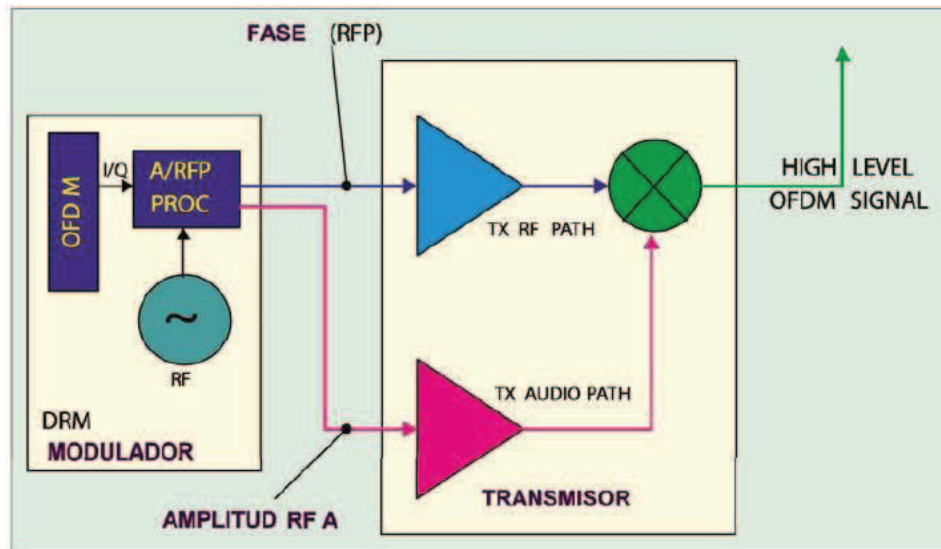 FASE (RFP)
OFDM
I/Q
A/RFP
PROC
~
RF
DRM
MODULADOR
TX RF PATH
TX AUDIO PATH
TRANSMISOR
HIGH LEVEL
OFDM SIGNAL
AMPLITUD RF A